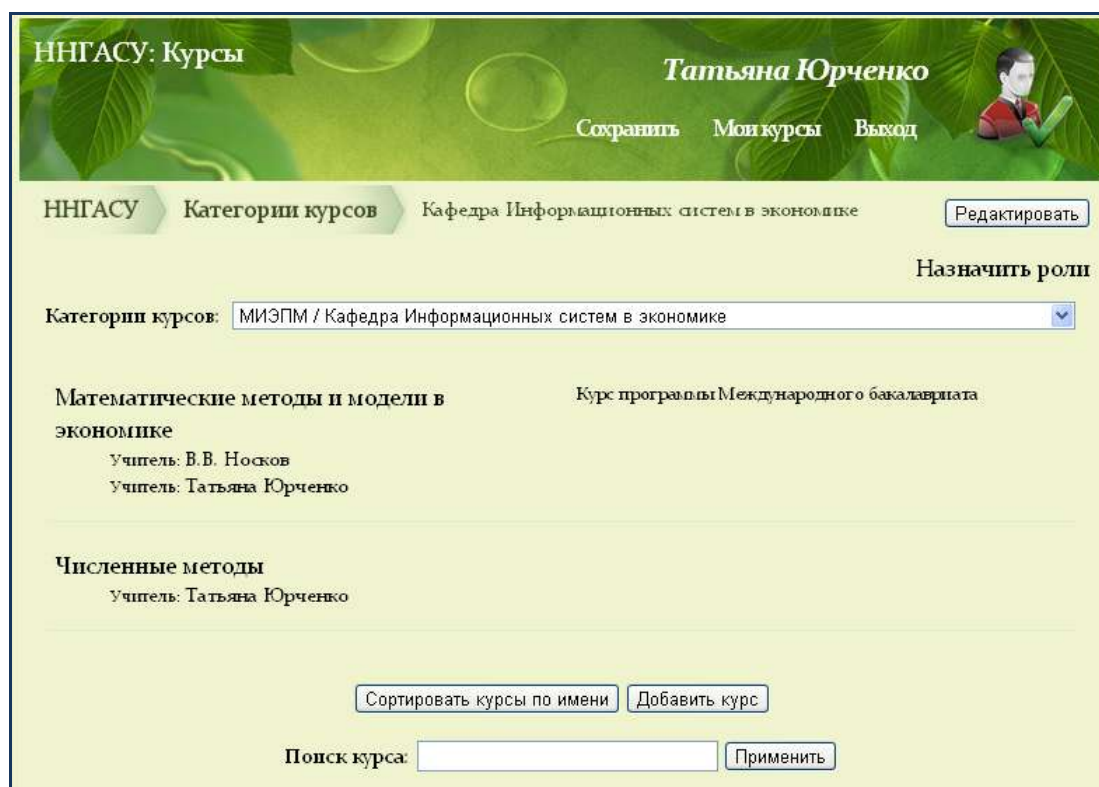 ННГАСУ: Курсы
Татьяна Юрченко
Сохранить Мои курсы Выход
ННГАСУ Категории курсов Кафедра Информационных систем в экономике Редактировать
Назначить роли
Категории курсов: МИЭПМ / Кафедра Информационных систем в экономике
Математические методы и модели в Курс программы Международного бакалавриата
экономике
Учитель: В.В. Носков
Учитель: Татьяна Юрченко
Численные методы
Учитель: Татьяна Юрченко
Сортировать курсы по имени Добавить курс
Поиск курса: Применить